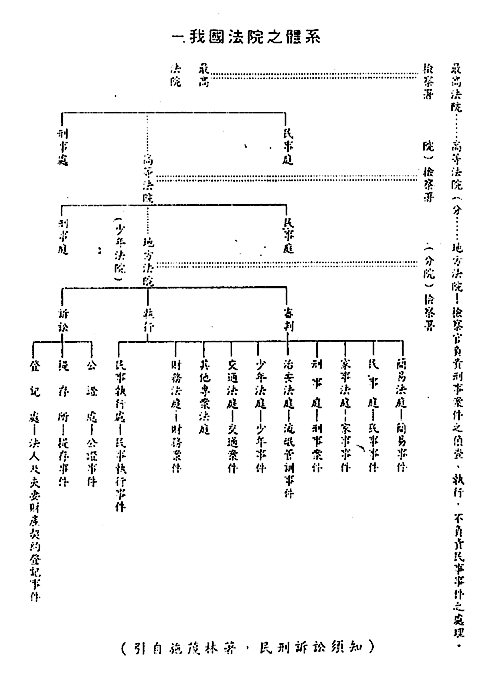 一、我國法院之體系
最高法院……高等法院(分……地方法院—檢察官負責刑事案件之偵查、執行,不負責民事事件之處理。
檢察署
院)檢察署
(分院)檢察署
最高
法院
民事庭
高等法院
刑事處
民事庭
地方法院
(少年法院)
刑事庭
審判
執行
訴訟
簡易法庭—簡易事件
民事庭—民事事件
家事法庭—家事事件
刑事庭—刑事案件
治安法庭—流氓管訓事件
少年法庭—少年事件
交通法庭—交通案件
其他專業法庭
財務法庭—財務案件
民事執行處—民事執行事件
公證處—公證事件
提存所—提存事件
登記處—法人及夫妻財產契約登記事件
(引自施茂林著,民刑訴訟須知)